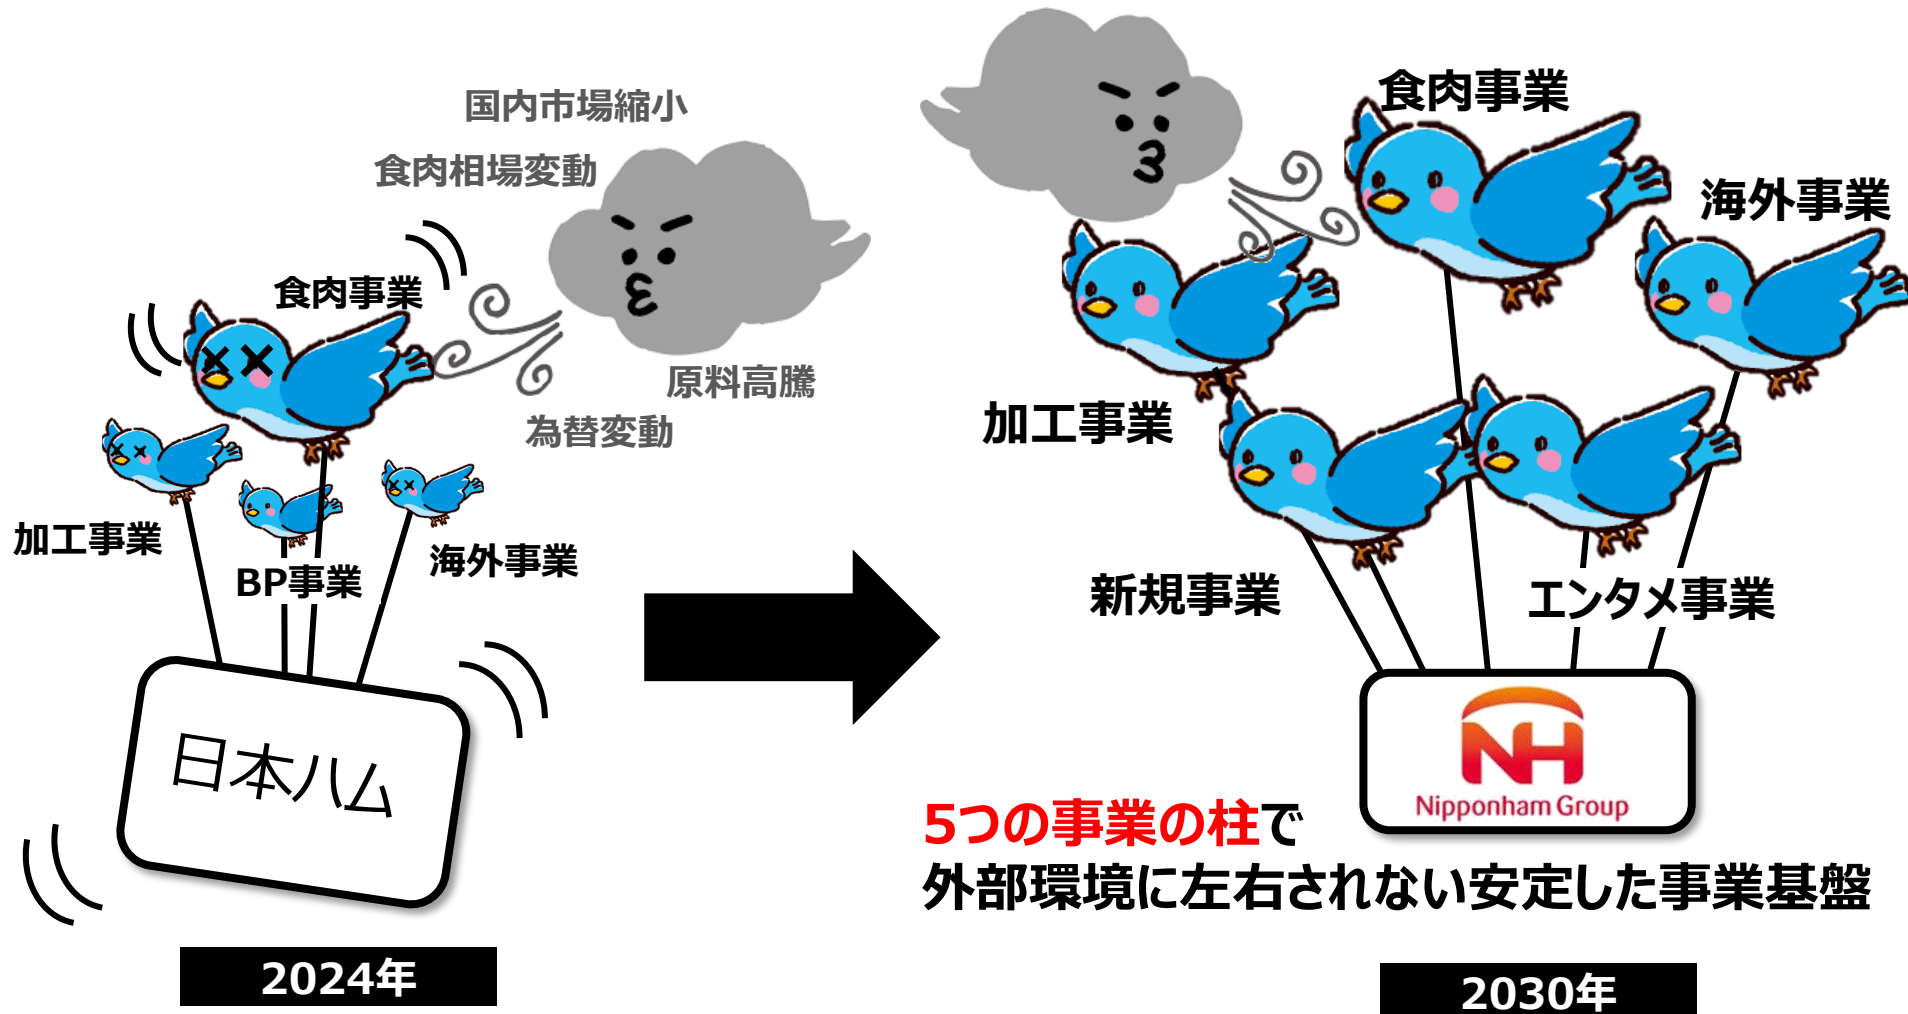 国内市場縮小
食肉相場変動
食肉事業
原料高騰
為替変動
加工事業
BP事業
海外事業
日本ハム
2024年
食肉事業
海外事業
加工事業
新規事業
エンタメ事業
NH
Nipponham Group
5つの事業の柱で
外部環境に左右されない安定した事業基盤
2030年